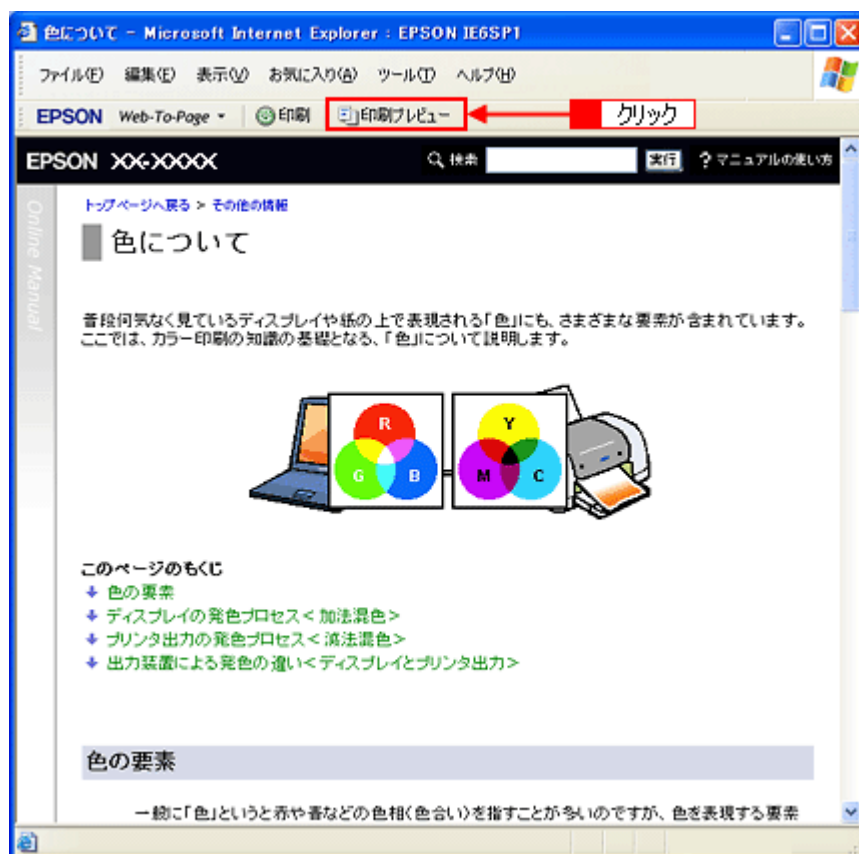 色について - Microsoft Internet Explorer : EPSON IE6SP1
ファイル(F) 編集(E) 表示(V) お気に入り(A) ツール(T) ヘルプ(H)
EPSON Web-To-Page 印刷 印刷プレビュー クリック
EPSON XX-XXXX 検索 実行 ? マニュアルの使い方
Online Manual
トップページへ戻る > その他の情報
色について
普段何気なく見ているディスプレイや紙の上で表現される「色」にも、さまざまな要素が含まれています。
ここでは、カラー印刷の知識の基礎となる、「色」について説明します。
R Y
G B M C
このページのもくじ
色の要素
ディスプレイの発色プロセス<加法混色>
プリンタ出力の発色プロセス<減法混色>
出力装置による発色の違い<ディスプレイとプリンタ出力>
色の要素
一般に「色」というと赤や青などの色相(色合い)を指すことが多いのですが、色を表現する要素